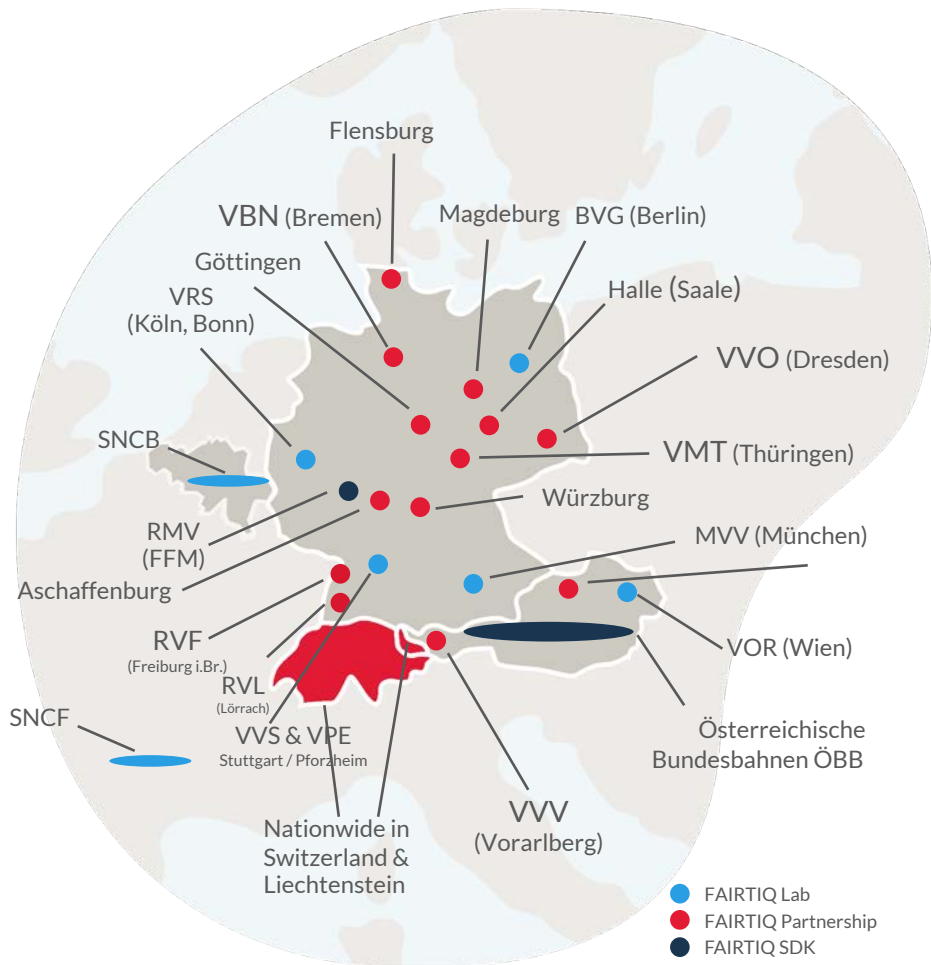 Flensburg
VBN (Bremen)
Magdeburg
BVG (Berlin)
Göttingen
Halle (Saale)
VRS
(Köln, Bonn)
VVO (Dresden)
SNCB
VMT (Thüringen)
Würzburg
RMV
(FFM)
MVV (München)
Aschaffenburg
RVF
(Freiburg i.Br.)
VOR (Wien)
RVL
(Lörrach)
SNCF
VVS & VPE
Stuttgart / Pforzheim
Österreichische
Bundesbahnen ÖBB
VVV
(Vorarlberg)
Nationwide in
Switzerland &
Liechtenstein
FAIRTIQ Lab
FAIRTIQ Partnership
FAIRTIQ SDK